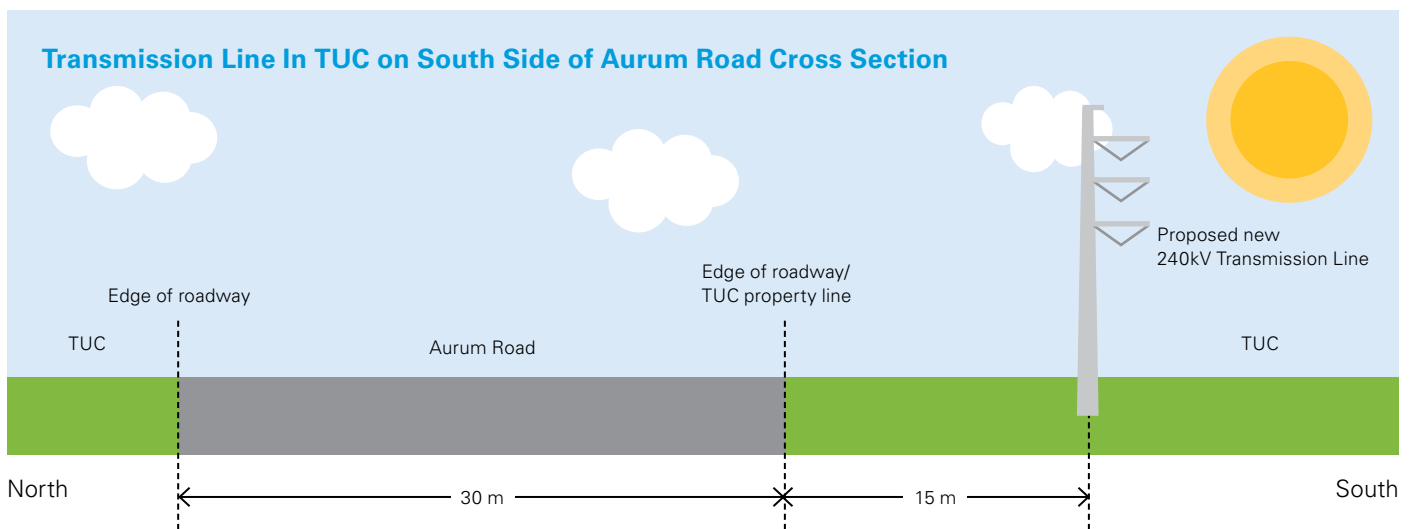 Transmission Line In TUC on South Side of Aurum Road Cross Section
Proposed new
240kV Transmission Line
Edge of roadway/
TUC property line
Edge of roadway
TUC
Aurum Road
TUC
North
30 m
15 m
South